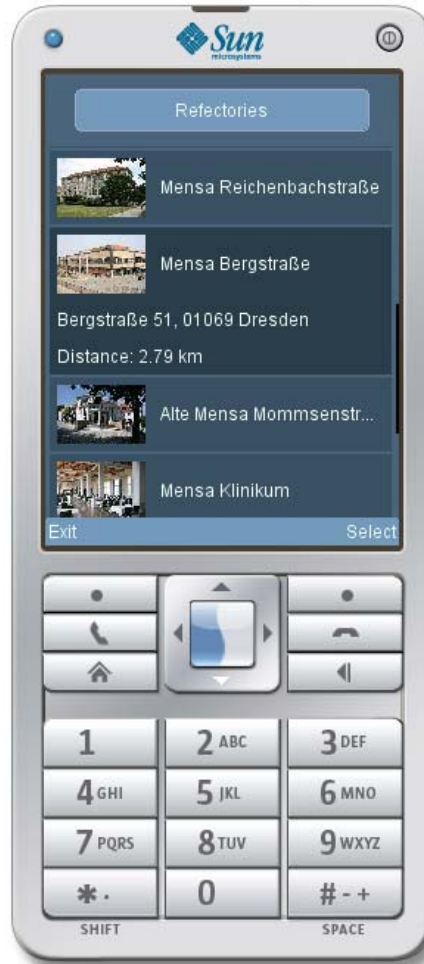 Sun
microsystems
Refectories
Mensa Reichenbachstraße
Mensa Bergstraße
Bergstraße 51, 01069 Dresden
Distance: 2.79 km
Alte Mensa Mommsenstr...
Mensa Klinikum
Exit Select
1 2 ABC 3 DEF
4 GHI 5 JKL 6 MNO
7 PQRS 8 TUV 9 WXYZ
* . 0 # - +
SHIFT SPACE